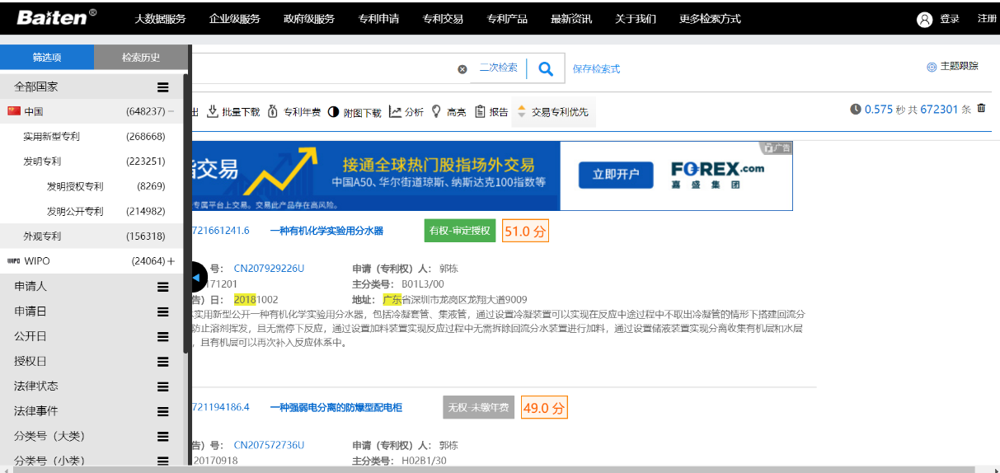 Baiten®
大数据服务 企业级服务 政府级服务 专利申请 专利交易 专利产品 最新资讯 关于我们 更多检索方式 登录 注册
筛选项 检索历史
二次检索 保存检索式 主题跟踪
全部国家
中国 (648237)
出 批量下载 专利年费 附图下载 分析 高亮 报告 交易专利优先 0.575 秒 共 672301 条
实用新型专利 (268668)
发明专利 (223251)
发明授权专利 (8269)
发明公开专利 (214982)
外观专利 (156318)
WIPO WIPO (24064)
指交易 接通全球热门股指场外交易
中国A50、华尔街道琼斯、纳斯达克100指数等
专属平台上交易。交易此产品存在高风险。
立即开户 FOREX.com
嘉盛集团
广告
721661241.6 一种有机化学实验用分水器 有权-审定授权 51.0 分
号： CN207929226U 申请（专利权）人： 郭栋
171201 主分类号： B01L3/00
告）日： 20181002 地址： 广东省深圳市龙岗区龙翔大道9009
实用新型公开一种有机化学实验用分水器，包括冷凝套管、集液管，通过设置冷凝装置可以实现在反应中途过程中不取出冷凝管的情形下搭建回流分
防止溶剂挥发，且无需停下反应，通过设置加料装置实现反应过程中无需拆除回流分水装置进行加料，通过设置储液装置实现分离收集有机层和水层
，且有机层可以再次补入反应体系中。
申请人
申请日
公开日
授权日
法律状态
法律事件
分类号（大类）
分类号（小类）
721194186.4 一种强弱电分离的防爆型配电柜 无权-未缴年费 49.0 分
告）号： CN207572736U 申请（专利权）人： 郭栋
20170918 主分类号： H02B1/30